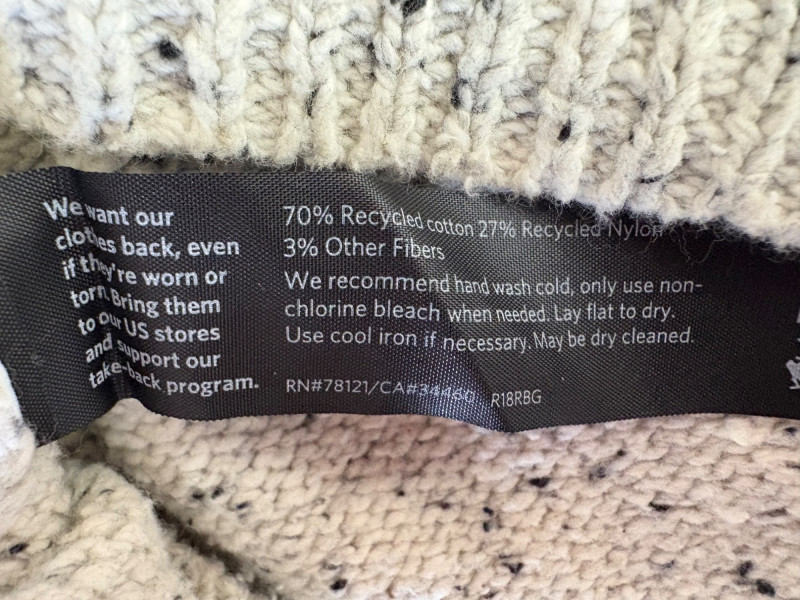 We want our
clothes back, even
if they're worn or
torn. Bring them
to our US stores
and support our
take-back program.
70% Recycled cotton 27% Recycled Nylon
3% Other Fibers
We recommend hand wash cold, only use non-
chlorine bleach when needed. Lay flat to dry.
Use cool iron if necessary. May be dry cleaned.
RN#78121/CA#34460 R18RBG